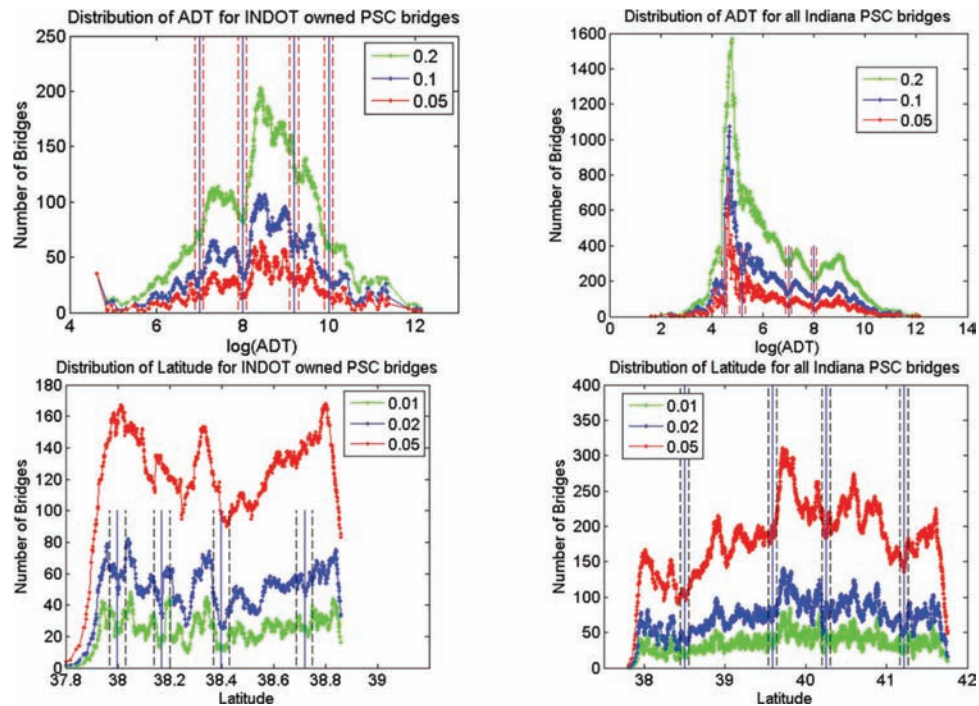 Distribution of ADT for INDOT owned PSC bridges
250
200
150
100
50
0
Number of Bridges
0.2
0.1
0.05
4 6 8 10 12
log(ADT)
Distribution of ADT for all Indiana PSC bridges
1600
1400
1200
1000
800
600
400
200
0
Number of Bridges
0.2
0.1
0.05
0 2 4 6 8 10 12 14
log(ADT)
Distribution of Latitude for INDOT owned PSC bridges
180
160
140
120
100
80
60
40
20
0
Number of Bridges
0.01
0.02
0.05
37.8 38 38.2 38.4 38.6 38.8 39
Latitude
Distribution of Latitude for all Indiana PSC bridges
400
350
300
250
200
150
100
50
0
Number of Bridges
0.01
0.02
0.05
38 39 40 41 42
Latitude